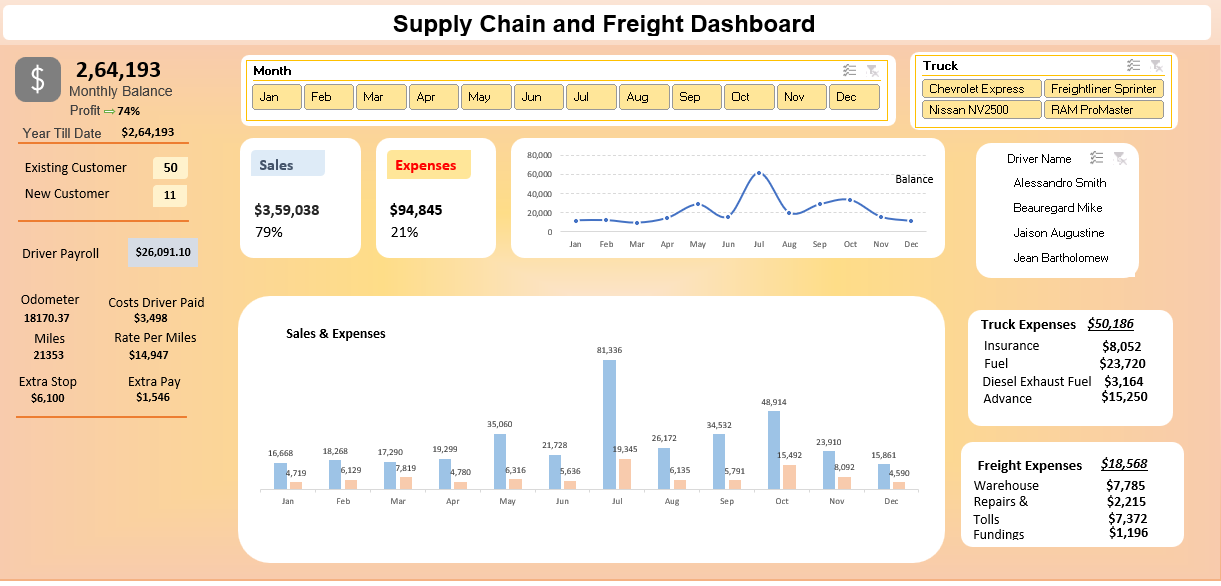 Supply Chain and Freight Dashboard
$
2,64,193
Monthly Balance
Profit ⇨ 74%
Year Till Date $2,64,193
Existing Customer 50
New Customer 11
Driver Payroll $26,091.10
Odometer Costs Driver Paid
18170.37 $3,498
Miles Rate Per Miles
21353 $14,947
Extra Stop Extra Pay
$6,100 $1,546
Month
Jan Feb Mar Apr May Jun Jul Aug Sep Oct Nov Dec
Truck
Chevrolet Express Freightliner Sprinter
Nissan NV2500 RAM ProMaster
Sales
$3,59,038
79%
Expenses
$94,845
21%
Balance
80,000
60,000
40,000
20,000
0
Jan Feb Mar Apr May Jun Jul Aug Sep Oct Nov Dec
Driver Name
Alessandro Smith
Beauregard Mike
Jaison Augustine
Jean Bartholomew
Sales & Expenses
16,668 18,268 17,290 19,299 35,060 21,728 81,336 26,172 34,532 48,914 23,910 15,861
4,719 6,129 7,819 4,780 6,316 5,636 19,345 6,135 5,791 15,492 8,092 4,590
Jan Feb Mar Apr May Jun Jul Aug Sep Oct Nov Dec
Truck Expenses $50,186
Insurance $8,052
Fuel $23,720
Diesel Exhaust Fuel $3,164
Advance $15,250
Freight Expenses $18,568
Warehouse $7,785
Repairs & $2,215
Tolls $7,372
Fundings $1,196